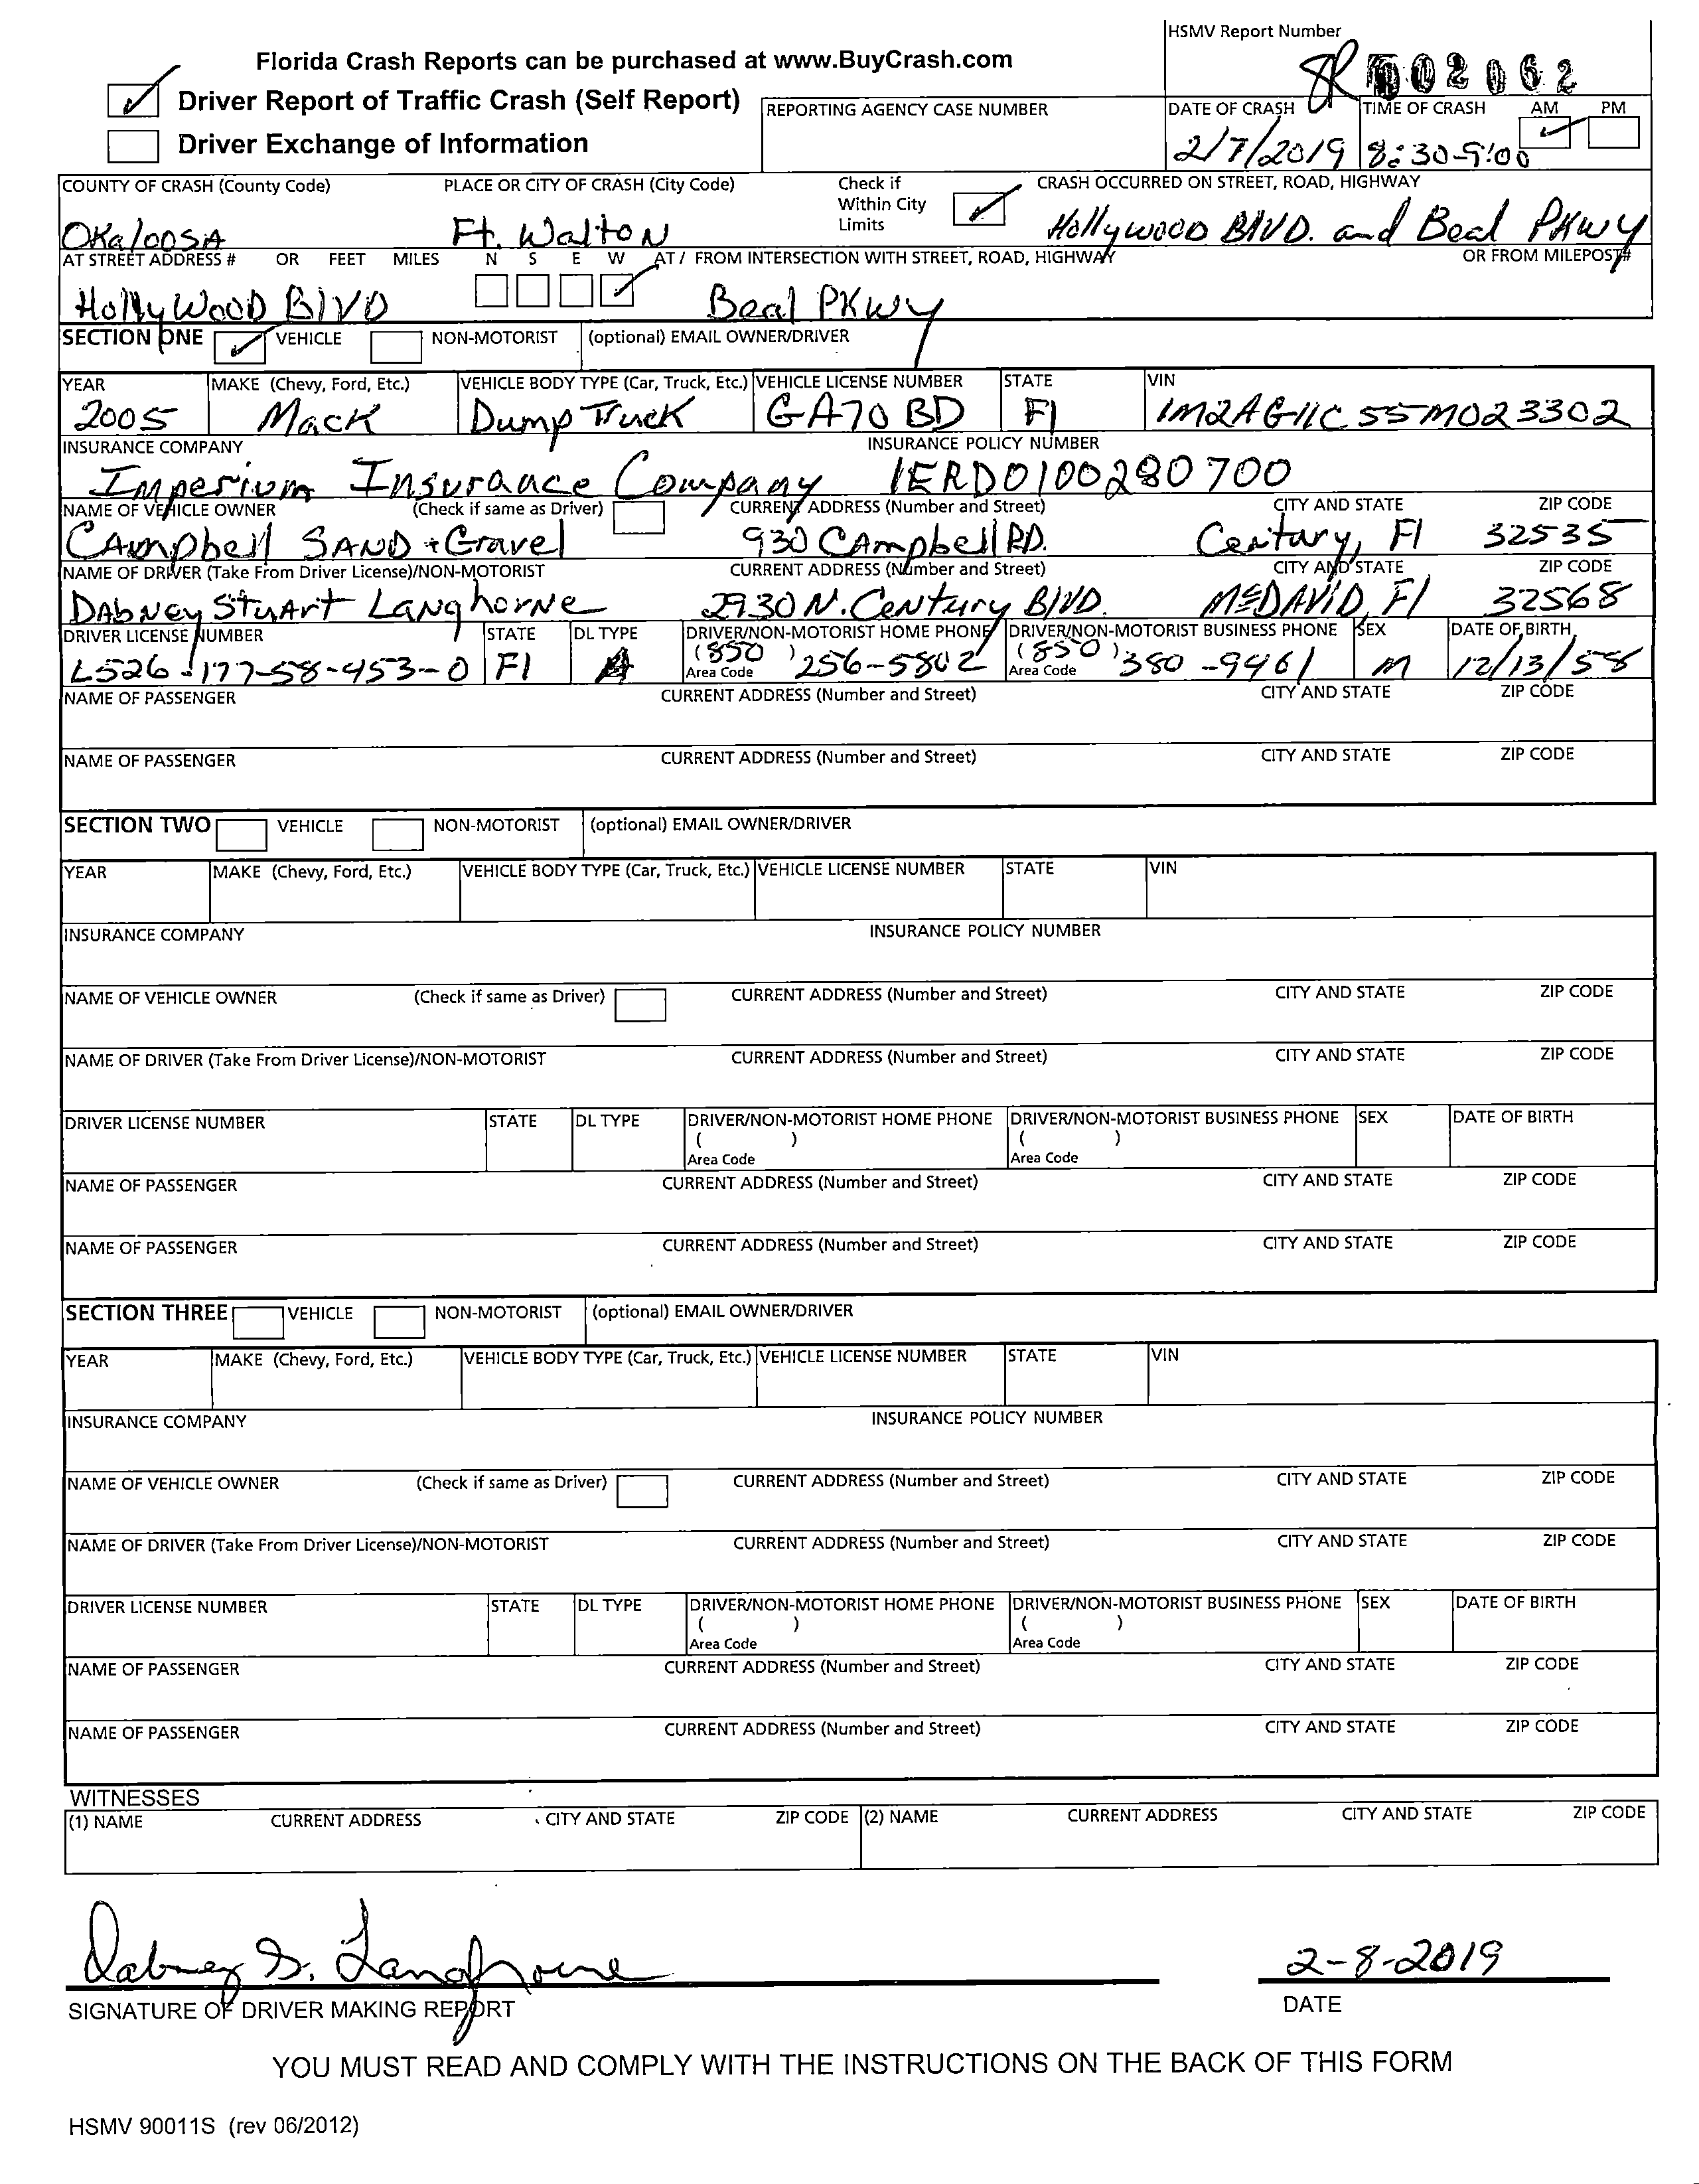 HSMV Report Number
Florida Crash Reports can be purchased at www.BuyCrash.com
Driver Report of Traffic Crash (Self Report)
Driver Exchange of Information
REPORTING AGENCY CASE NUMBER
02062
DATE OF CRASH TIME OF CRASH AM PM
2/7/2019 8:30-9:00
COUNTY OF CRASH (County Code) PLACE OR CITY OF CRASH (City Code) Check if Within City Limits CRASH OCCURRED ON STREET, ROAD, HIGHWAY
OKaloosA Ft. Walton Hollywood BlVD. and Beal PKwy
AT STREET ADDRESS # OR FEET MILES N S E W AT / FROM INTERSECTION WITH STREET, ROAD, HIGHWAY OR FROM MILEPOST#
HollyWood BlVD Beal PKwy
SECTION ONE VEHICLE NON-MOTORIST (optional) EMAIL OWNER/DRIVER
YEAR MAKE (Chevy, Ford, Etc.) VEHICLE BODY TYPE (Car, Truck, Etc.) VEHICLE LICENSE NUMBER STATE VIN
2005 Mack Dump Truck GA70BD Fl 1M2AG11C55M023302
INSURANCE COMPANY INSURANCE POLICY NUMBER
Imperium Insurance Company IERD0100280700
NAME OF VEHICLE OWNER (Check if same as Driver) CURRENT ADDRESS (Number and Street) CITY AND STATE ZIP CODE
CAmpbell SAND + Gravel 930 CAmpbell RD. Century, Fl 32535
NAME OF DRIVER (Take From Driver License)/NON-MOTORIST CURRENT ADDRESS (Number and Street) CITY AND STATE ZIP CODE
DAbney StuArt LanghorNe 2930 N. Century BlVD. McDAVID, Fl 32568
DRIVER LICENSE NUMBER STATE DL TYPE DRIVER/NON-MOTORIST HOME PHONE DRIVER/NON-MOTORIST BUSINESS PHONE SEX DATE OF BIRTH
L526-177-58-453-0 Fl A (850) 256-5802 (850) 380-9461 M 12/13/58
Area Code Area Code
NAME OF PASSENGER CURRENT ADDRESS (Number and Street) CITY AND STATE ZIP CODE
NAME OF PASSENGER CURRENT ADDRESS (Number and Street) CITY AND STATE ZIP CODE
SECTION TWO VEHICLE NON-MOTORIST (optional) EMAIL OWNER/DRIVER
YEAR MAKE (Chevy, Ford, Etc.) VEHICLE BODY TYPE (Car, Truck, Etc.) VEHICLE LICENSE NUMBER STATE VIN
INSURANCE COMPANY INSURANCE POLICY NUMBER
NAME OF VEHICLE OWNER (Check if same as Driver) CURRENT ADDRESS (Number and Street) CITY AND STATE ZIP CODE
NAME OF DRIVER (Take From Driver License)/NON-MOTORIST CURRENT ADDRESS (Number and Street) CITY AND STATE ZIP CODE
DRIVER LICENSE NUMBER STATE DL TYPE DRIVER/NON-MOTORIST HOME PHONE DRIVER/NON-MOTORIST BUSINESS PHONE SEX DATE OF BIRTH
( ) ( )
Area Code Area Code
NAME OF PASSENGER CURRENT ADDRESS (Number and Street) CITY AND STATE ZIP CODE
NAME OF PASSENGER CURRENT ADDRESS (Number and Street) CITY AND STATE ZIP CODE
SECTION THREE VEHICLE NON-MOTORIST (optional) EMAIL OWNER/DRIVER
YEAR MAKE (Chevy, Ford, Etc.) VEHICLE BODY TYPE (Car, Truck, Etc.) VEHICLE LICENSE NUMBER STATE VIN
INSURANCE COMPANY INSURANCE POLICY NUMBER
NAME OF VEHICLE OWNER (Check if same as Driver) CURRENT ADDRESS (Number and Street) CITY AND STATE ZIP CODE
NAME OF DRIVER (Take From Driver License)/NON-MOTORIST CURRENT ADDRESS (Number and Street) CITY AND STATE ZIP CODE
DRIVER LICENSE NUMBER STATE DL TYPE DRIVER/NON-MOTORIST HOME PHONE DRIVER/NON-MOTORIST BUSINESS PHONE SEX DATE OF BIRTH
( ) ( )
Area Code Area Code
NAME OF PASSENGER CURRENT ADDRESS (Number and Street) CITY AND STATE ZIP CODE
NAME OF PASSENGER CURRENT ADDRESS (Number and Street) CITY AND STATE ZIP CODE
WITNESSES
(1) NAME CURRENT ADDRESS CITY AND STATE ZIP CODE (2) NAME CURRENT ADDRESS CITY AND STATE ZIP CODE
Dabney S. Langhorne 2-8-2019
SIGNATURE OF DRIVER MAKING REPORT DATE
YOU MUST READ AND COMPLY WITH THE INSTRUCTIONS ON THE BACK OF THIS FORM
HSMV 90011S (rev 06/2012)